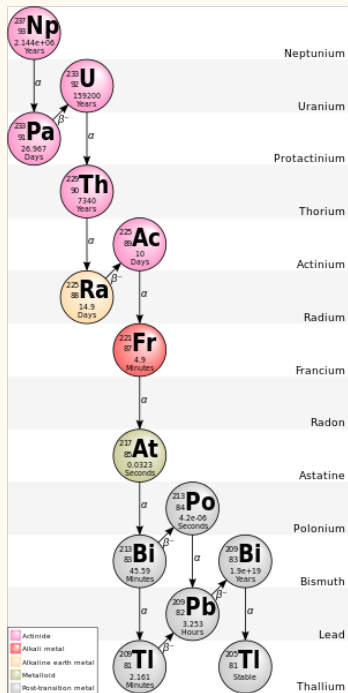 237
93 Np
2.144e+06
Years
Neptunium
α
233
92 U
159200
Years
β⁻
Uranium
233
91 Pa
26.967
Days
α
Protactinium
229
90 Th
7340
Years
Thorium
α
225
89 Ac
10
Days
β⁻
Actinium
225
88 Ra
14.9
Days
α
Radium
221
87 Fr
4.9
Minutes
Francium
α
Radon
217
85 At
0.0323
Seconds
Astatine
α
213
84 Po
4.2e-06
Seconds
β⁻
Polonium
213
83 Bi
45.59
Minutes
α
209
83 Bi
1.9e+19
Years
β⁻
Bismuth
α
209
82 Pb
3.253
Hours
α
β⁻
Lead
209
81 Tl
2.161
Minutes
205
81 Tl
Stable
Thallium
Actinide
Alkali metal
Alkaline earth metal
Metalloid
Post-transition metal